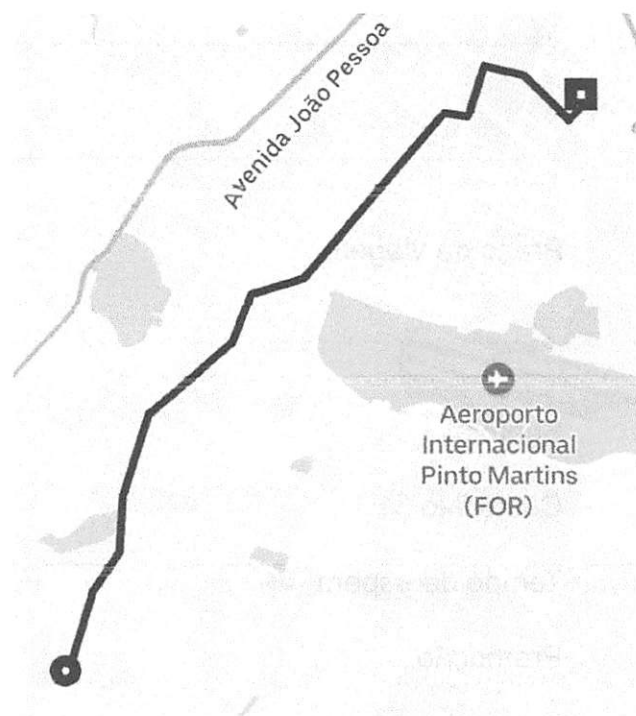 Avenida João Pessoa
Aeroporto
Internacional
Pinto Martins
(FOR)